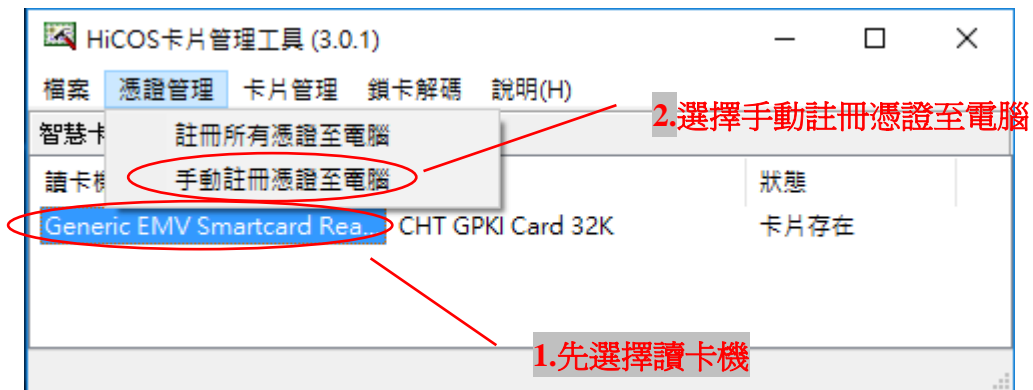 HiCOS卡片管理工具 (3.0.1)
檔案 憑證管理 卡片管理 鎖卡解碼 說明(H)
2.選擇手動註冊憑證至電腦
智慧卡
註冊所有憑證至電腦
手動註冊憑證至電腦
讀卡機 狀態
Generic EMV Smartcard Rea... CHT GPKI Card 32K 卡片存在
1.先選擇讀卡機